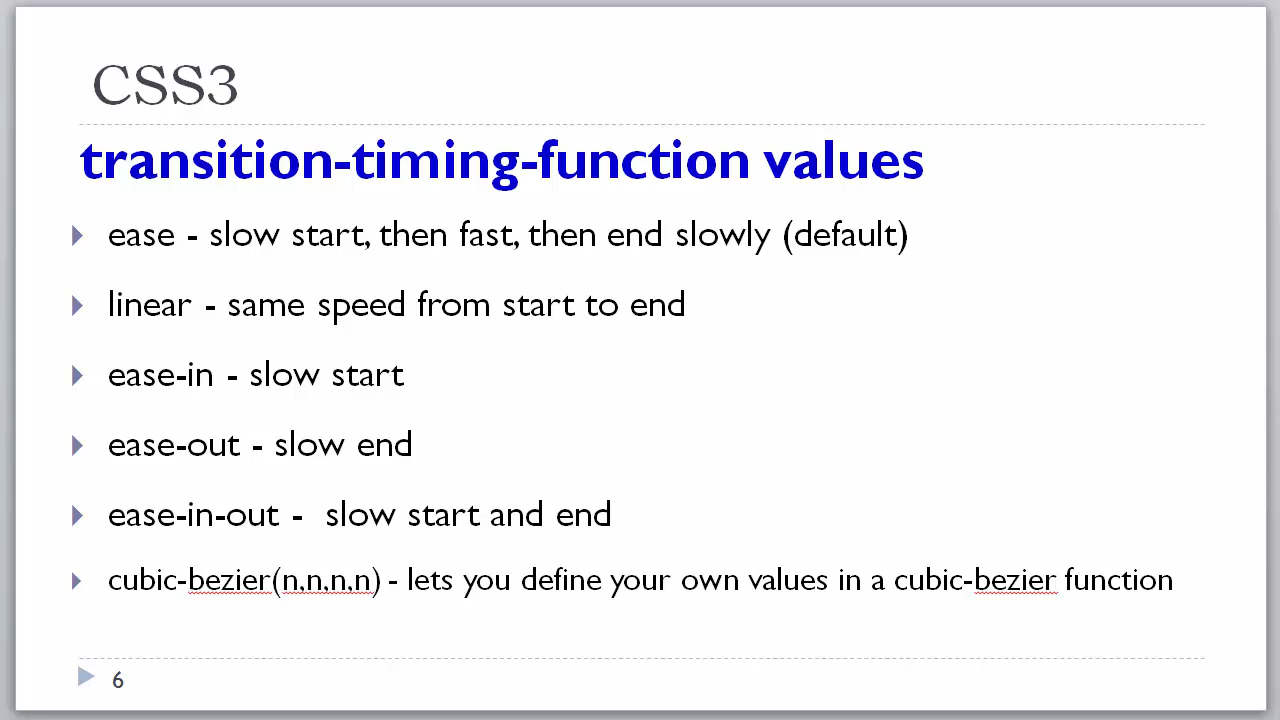 CSS3
transition-timing-function values
ease - slow start, then fast, then end slowly (default)
linear - same speed from start to end
ease-in - slow start
ease-out - slow end
ease-in-out -  slow start and end
cubic-bezier(n,n,n,n) - lets you define your own values in a cubic-bezier function
6